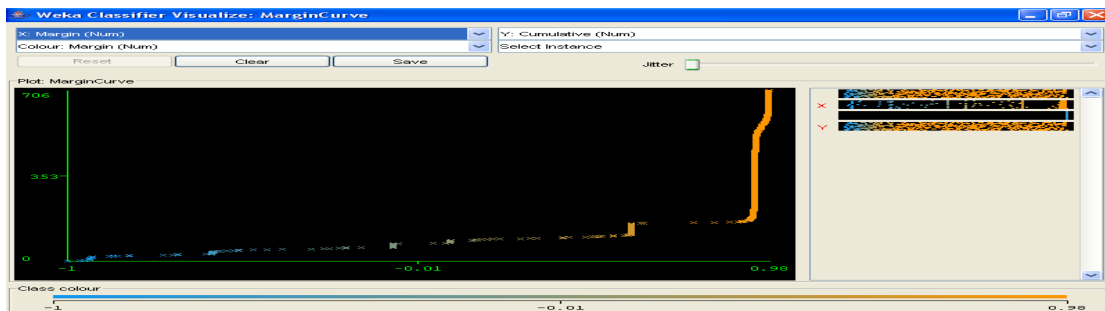 Weka Classifier Visualize: MarginCurve
X: Margin (Num) Y: Cumulative (Num)
Colour: Margin (Num) Select Instance
Reset Clear Save Jitter
Plot: MarginCurve
706
X
Y
353
0
-1 -0.01 0.98
Class colour
-1 -0.01 0.98